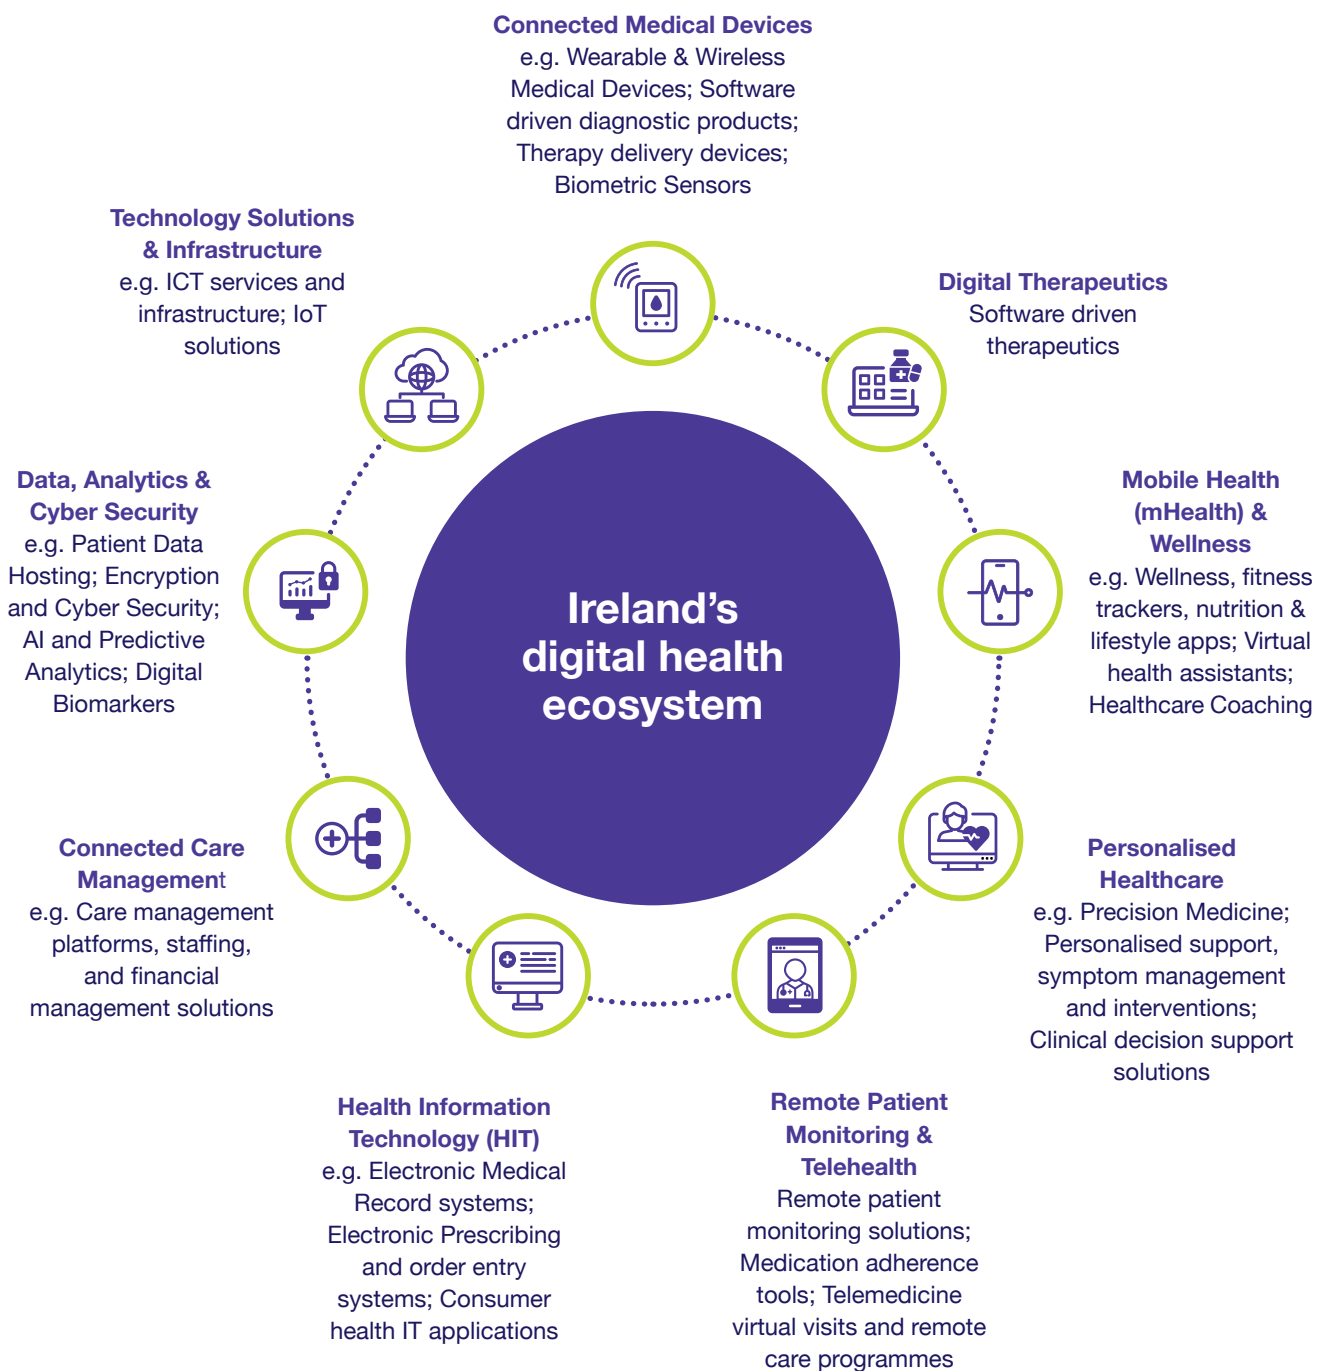 Connected Medical Devices
e.g. Wearable & Wireless
Medical Devices; Software
driven diagnostic products;
Therapy delivery devices;
Biometric Sensors
Technology Solutions
& Infrastructure
e.g. ICT services and
infrastructure; IoT
solutions
Digital Therapeutics
Software driven
therapeutics
Data, Analytics &
Cyber Security
e.g. Patient Data
Hosting; Encryption
and Cyber Security;
AI and Predictive
Analytics; Digital
Biomarkers
Mobile Health
(mHealth) &
Wellness
e.g. Wellness, fitness
trackers, nutrition &
lifestyle apps; Virtual
health assistants;
Healthcare Coaching
Ireland’s
digital health
ecosystem
Connected Care
Management
e.g. Care management
platforms, staffing,
and financial
management solutions
Personalised
Healthcare
e.g. Precision Medicine;
Personalised support,
symptom management
and interventions;
Clinical decision support
solutions
Health Information
Technology (HIT)
e.g. Electronic Medical
Record systems;
Electronic Prescribing
and order entry
systems; Consumer
health IT applications
Remote Patient
Monitoring &
Telehealth
Remote patient
monitoring solutions;
Medication adherence
tools; Telemedicine
virtual visits and remote
care programmes